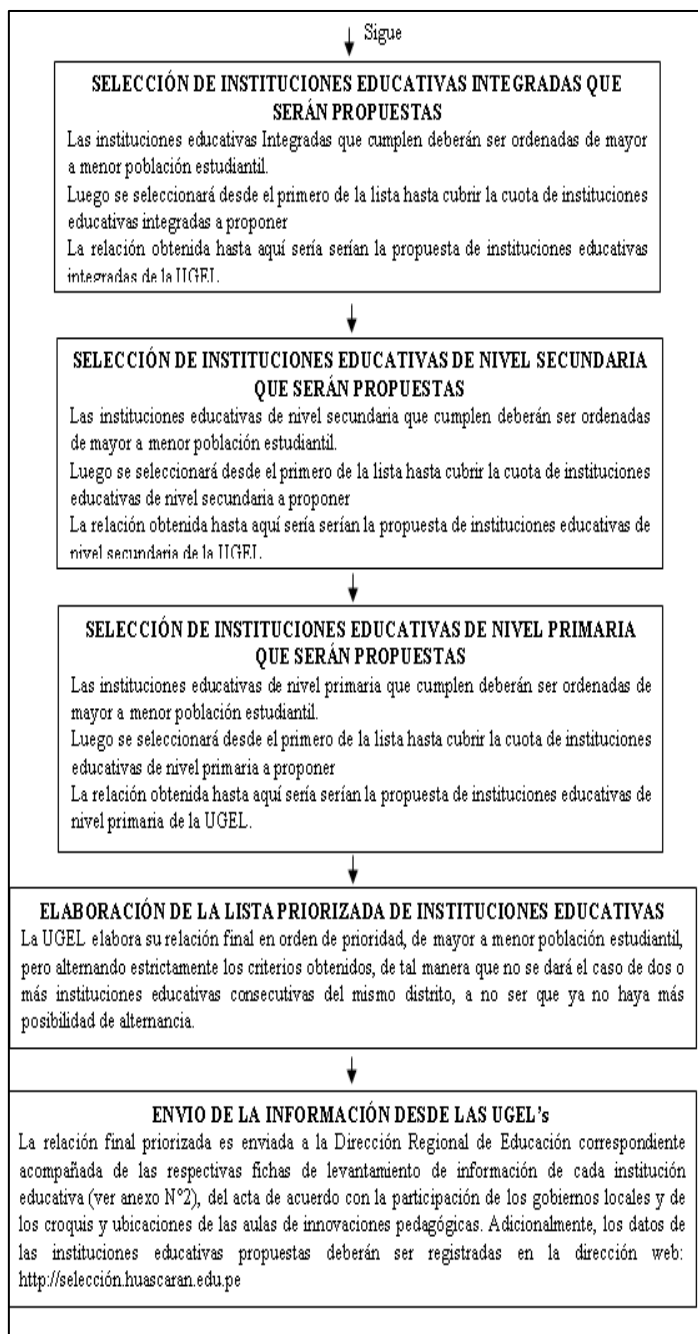 Sigue
SELECCIÓN DE INSTITUCIONES EDUCATIVAS INTEGRADAS QUE
SERÁN PROPUESTAS
Las instituciones educativas Integradas que cumplen deberán ser ordenadas de mayor
a menor población estudiantil.
Luego se seleccionará desde el primero de la lista hasta cubrir la cuota de instituciones
educativas integradas a proponer
La relación obtenida hasta aquí sería serían la propuesta de instituciones educativas
integradas de la UGEL.
SELECCIÓN DE INSTITUCIONES EDUCATIVAS DE NIVEL SECUNDARIA
QUE SERÁN PROPUESTAS
Las instituciones educativas de nivel secundaria que cumplen deberán ser ordenadas
de mayor a menor población estudiantil.
Luego se seleccionará desde el primero de la lista hasta cubrir la cuota de instituciones
educativas de nivel secundaria a proponer
La relación obtenida hasta aquí sería serían la propuesta de instituciones educativas de
nivel secundaria de la UGEL.
SELECCIÓN DE INSTITUCIONES EDUCATIVAS DE NIVEL PRIMARIA
QUE SERÁN PROPUESTAS
Las instituciones educativas de nivel primaria que cumplen deberán ser ordenadas de
mayor a menor población estudiantil.
Luego se seleccionará desde el primero de la lista hasta cubrir la cuota de instituciones
educativas de nivel primaria a proponer
La relación obtenida hasta aquí sería serían la propuesta de instituciones educativas de
nivel primaria de la UGEL.
ELABORACIÓN DE LA LISTA PRIORIZADA DE INSTITUCIONES EDUCATIVAS
La UGEL elabora su relación final en orden de prioridad, de mayor a menor población estudiantil,
pero alternando estrictamente los criterios obtenidos, de tal manera que no se dará el caso de dos o
más instituciones educativas consecutivas del mismo distrito, a no ser que ya no haya más
posibilidad de alternancia.
ENVIO DE LA INFORMACIÓN DESDE LAS UGEL's
La relación final priorizada es enviada a la Dirección Regional de Educación correspondiente
acompañada de las respectivas fichas de levantamiento de información de cada institución
educativa (ver anexo N°2), del acta de acuerdo con la participación de los gobiernos locales y de
los croquis y ubicaciones de las aulas de innovaciones pedagógicas. Adicionalmente, los datos de
las instituciones educativas propuestas deberán ser registradas en la dirección web:
http://selección.huascaran.edu.pe